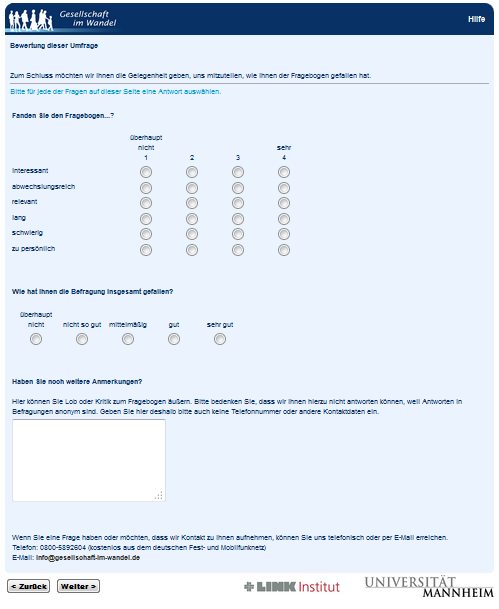 Gesellschaft
im Wandel
Hilfe
Bewertung dieser Umfrage
Zum Schluss möchten wir Ihnen die Gelegenheit geben, uns mitzuteilen, wie Ihnen der Fragebogen gefallen hat.
Bitte für jede der Fragen auf dieser Seite eine Antwort auswählen.
Fanden Sie den Fragebogen...?
überhaupt
nicht sehr
1 2 3 4
interessant
abwechslungsreich
relevant
lang
schwierig
zu persönlich
Wie hat Ihnen die Befragung insgesamt gefallen?
überhaupt
nicht nicht so gut mittelmäßig gut sehr gut
Haben Sie noch weitere Anmerkungen?
Hier können Sie Lob oder Kritik zum Fragebogen äußern. Bitte bedenken Sie, dass wir Ihnen hierzu nicht antworten können, weil Antworten in
Befragungen anonym sind. Geben Sie hier deshalb bitte auch keine Telefonnummer oder andere Kontaktdaten ein.
Wenn Sie eine Frage haben oder möchten, dass wir Kontakt zu Ihnen aufnehmen, können Sie uns telefonisch oder per E-Mail erreichen.
Telefon: 0800-5892604 (kostenlos aus dem deutschen Fest- und Mobilfunknetz)
E-Mail: info@gesellschaft-im-wandel.de
< Zurück Weiter >
LINK Institut
UNIVERSITÄT
MANNHEIM